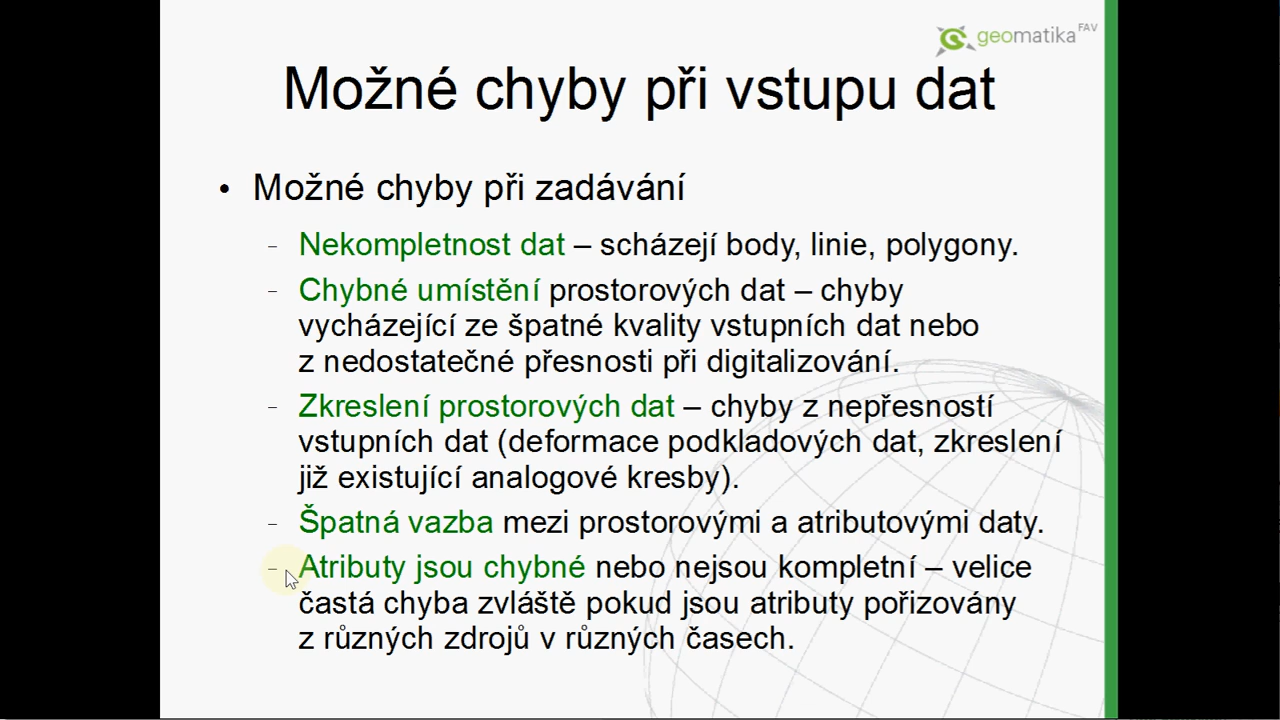 geomatika FAV
Možné chyby při vstupu dat
• Možné chyby při zadávání
– Nekompletnost dat – scházejí body, linie, polygony.
– Chybné umístění prostorových dat – chyby
vycházející ze špatné kvality vstupních dat nebo
z nedostatečné přesnosti při digitalizování.
– Zkreslení prostorových dat – chyby z nepřesností
vstupních dat (deformace podkladových dat, zkreslení
již existující analogové kresby).
– Špatná vazba mezi prostorovými a atributovými daty.
– Atributy jsou chybné nebo nejsou kompletní – velice
častá chyba zvláště pokud jsou atributy pořizovány
z různých zdrojů v různých časech.